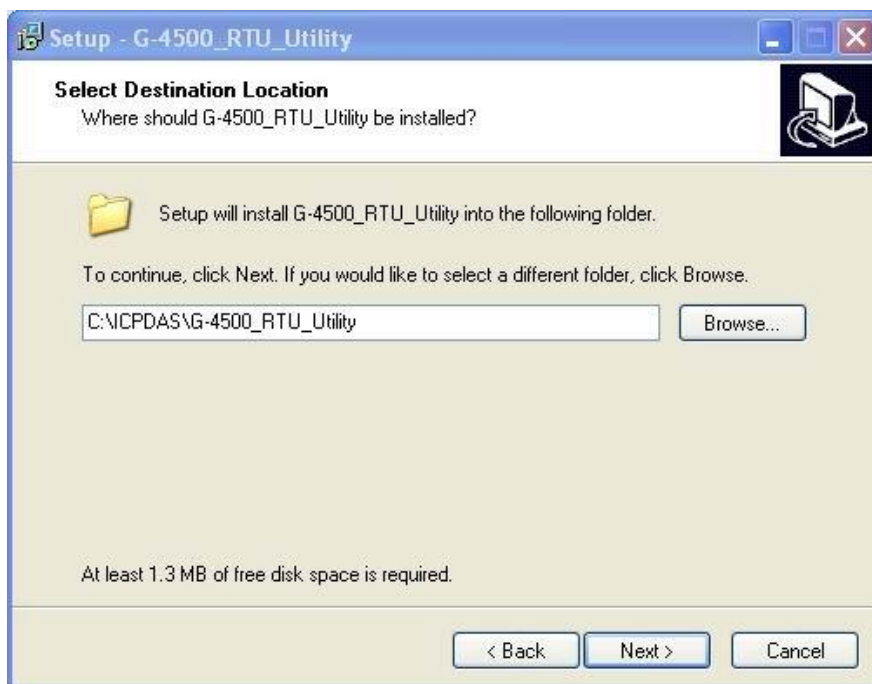 Setup - G-4500_RTU_Utility
Select Destination Location
Where should G-4500_RTU_Utility be installed?
Setup will install G-4500_RTU_Utility into the following folder.
To continue, click Next. If you would like to select a different folder, click Browse.
C:\ICPDAS\G-4500_RTU_Utility
Browse...
At least 1.3 MB of free disk space is required.
< Back
Next >
Cancel